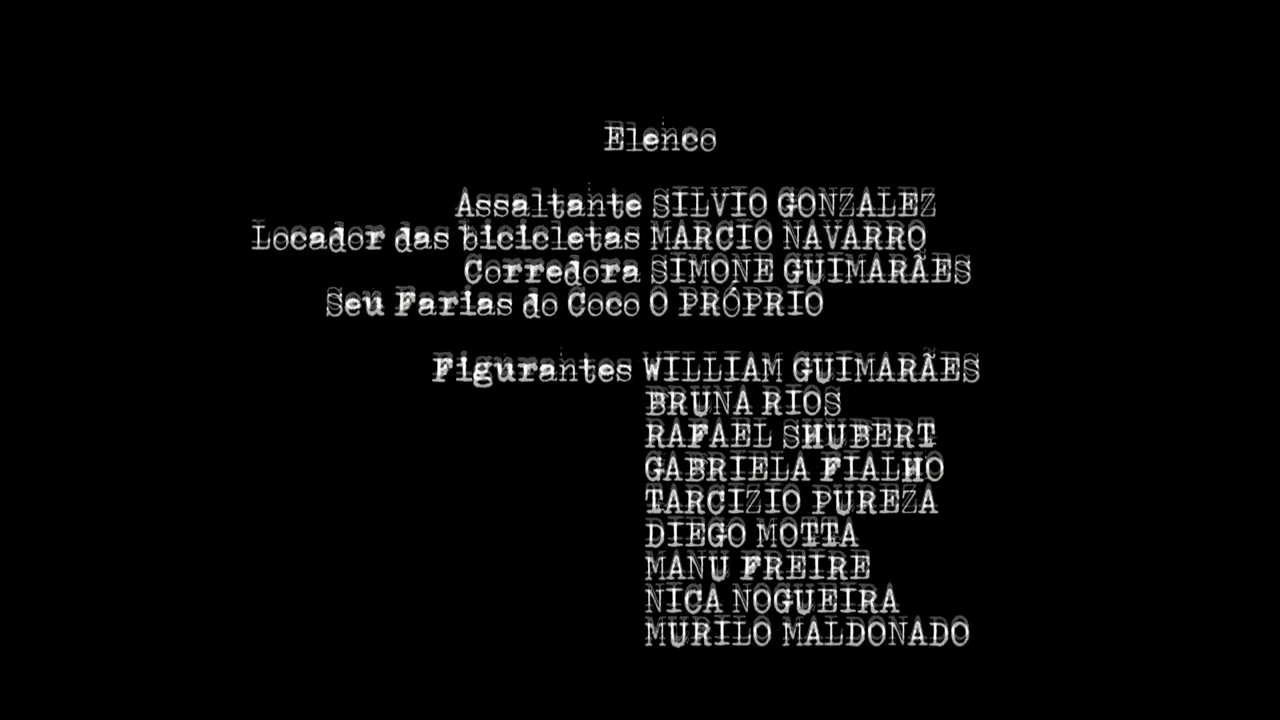 Elenco
Assaltante SILVIO GONZALEZ
Locador das bicicletas MARCIO NAVARRO
Corredora SIMONE GUIMARÃES
Seu Farias do Coco O PRÓPRIO
Figurantes WILLIAM GUIMARÃES
BRUNA RIOS
RAFAEL SHUBERT
GABRIELA FIALHO
TARCIZIO PUREZA
DIEGO MOTTA
MANU FREIRE
NICA NOGUEIRA
MURILO MALDONADO